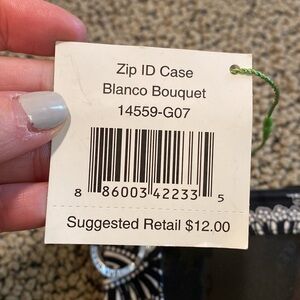 Zip ID Case
Blanco Bouquet
14559-G07
8 86003 42233 5
Suggested Retail $12.00